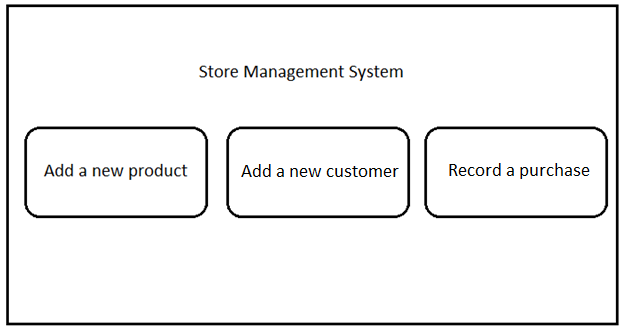 Store Management System
Add a new product
Add a new customer
Record a purchase